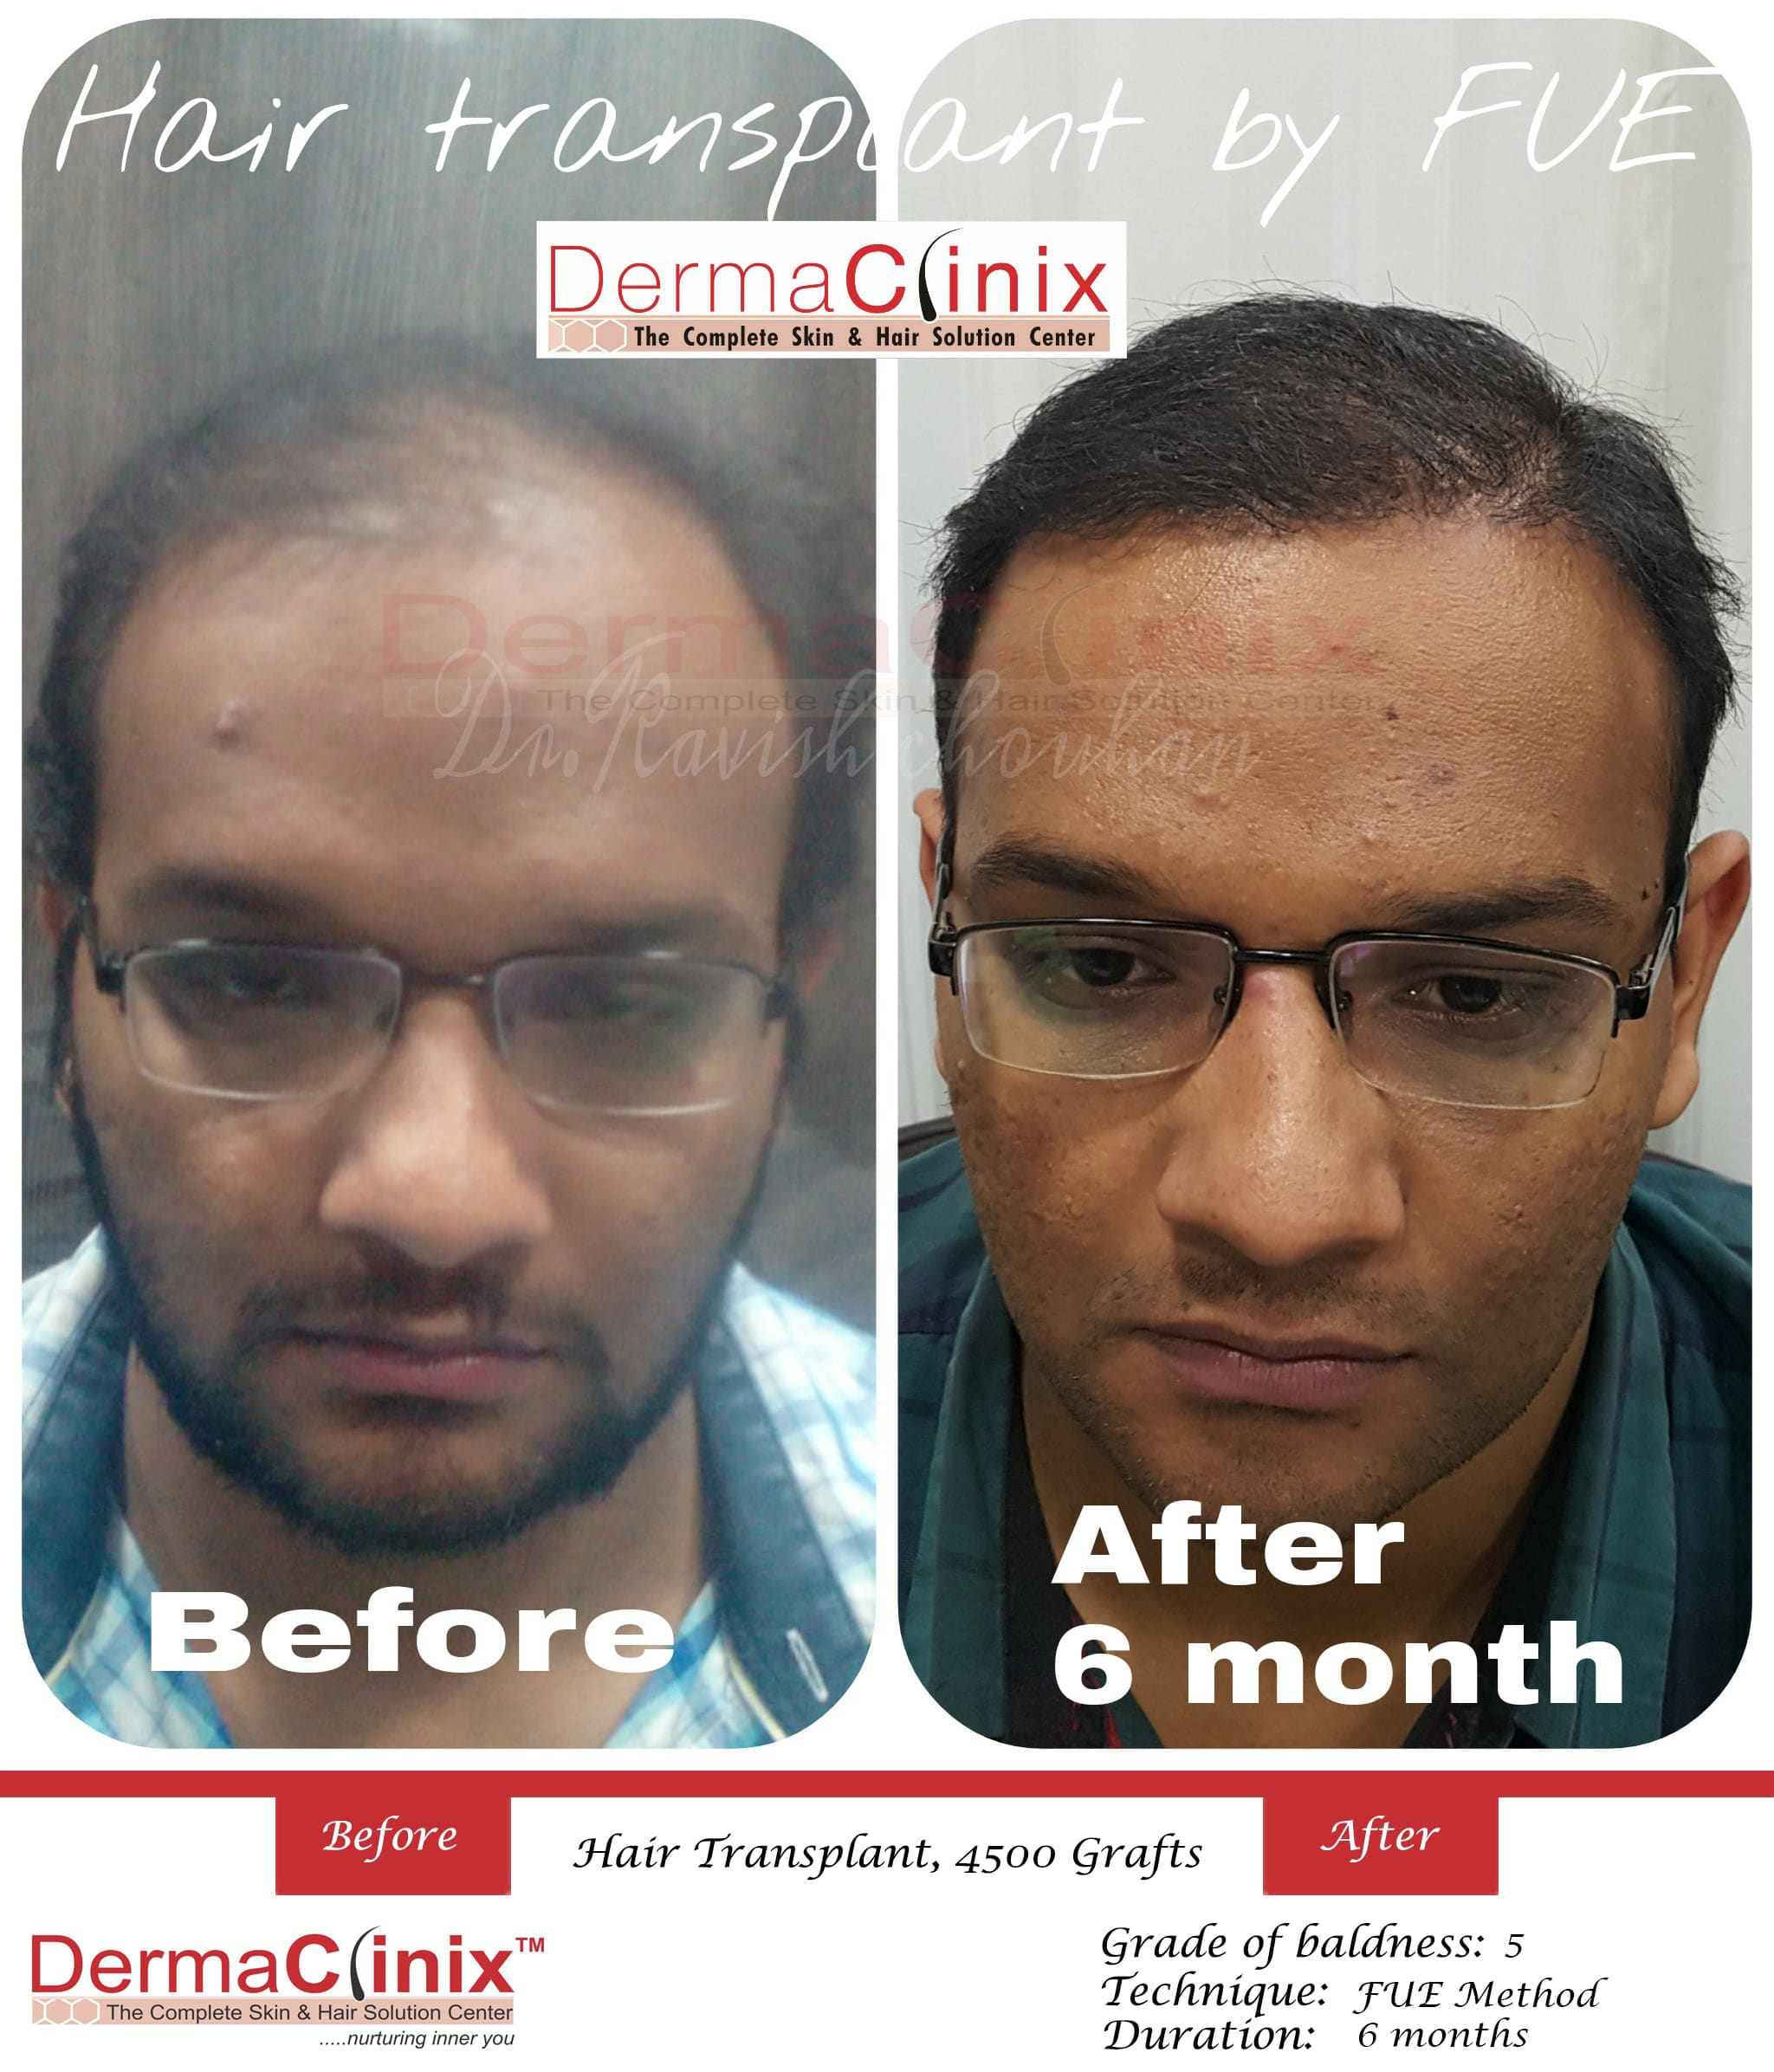 Hair transplant by FUE
DermaClinix
The Complete Skin & Hair Solution Center
DermaClinix
The Complete Skin & Hair Solution Center
Dr. Ravish chouhan
Before
After
6 month
Before
Hair Transplant, 4500 Grafts
After
DermaClinix™
The Complete Skin & Hair Solution Center
.....nurturing inner you
Grade of baldness: 5
Technique: FUE Method
Duration: 6 months